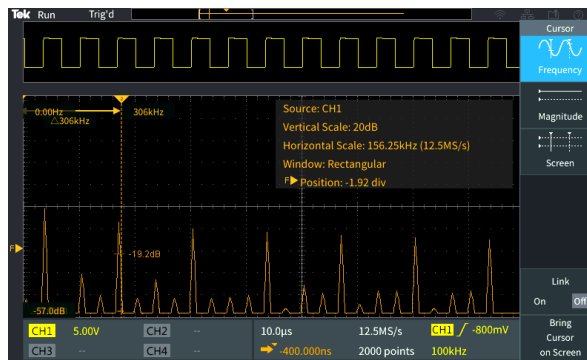 Tek Run Trig'd
Cursor
Frequency
Magnitude
Screen
Link
On Off
Bring
Cursor
on Screen
0.00Hz 306kHz
△306kHz
Source: CH1
Vertical Scale: 20dB
Horizontal Scale: 156.25kHz (12.5MS/s)
Window: Rectangular
F Position: -1.92 div
F
-19.2dB
-57.0dB
CH1 5.00V CH2 --
CH3 -- CH4 --
10.0µs 12.5MS/s CH1 -800mV
-400.000ns 2000 points 100kHz